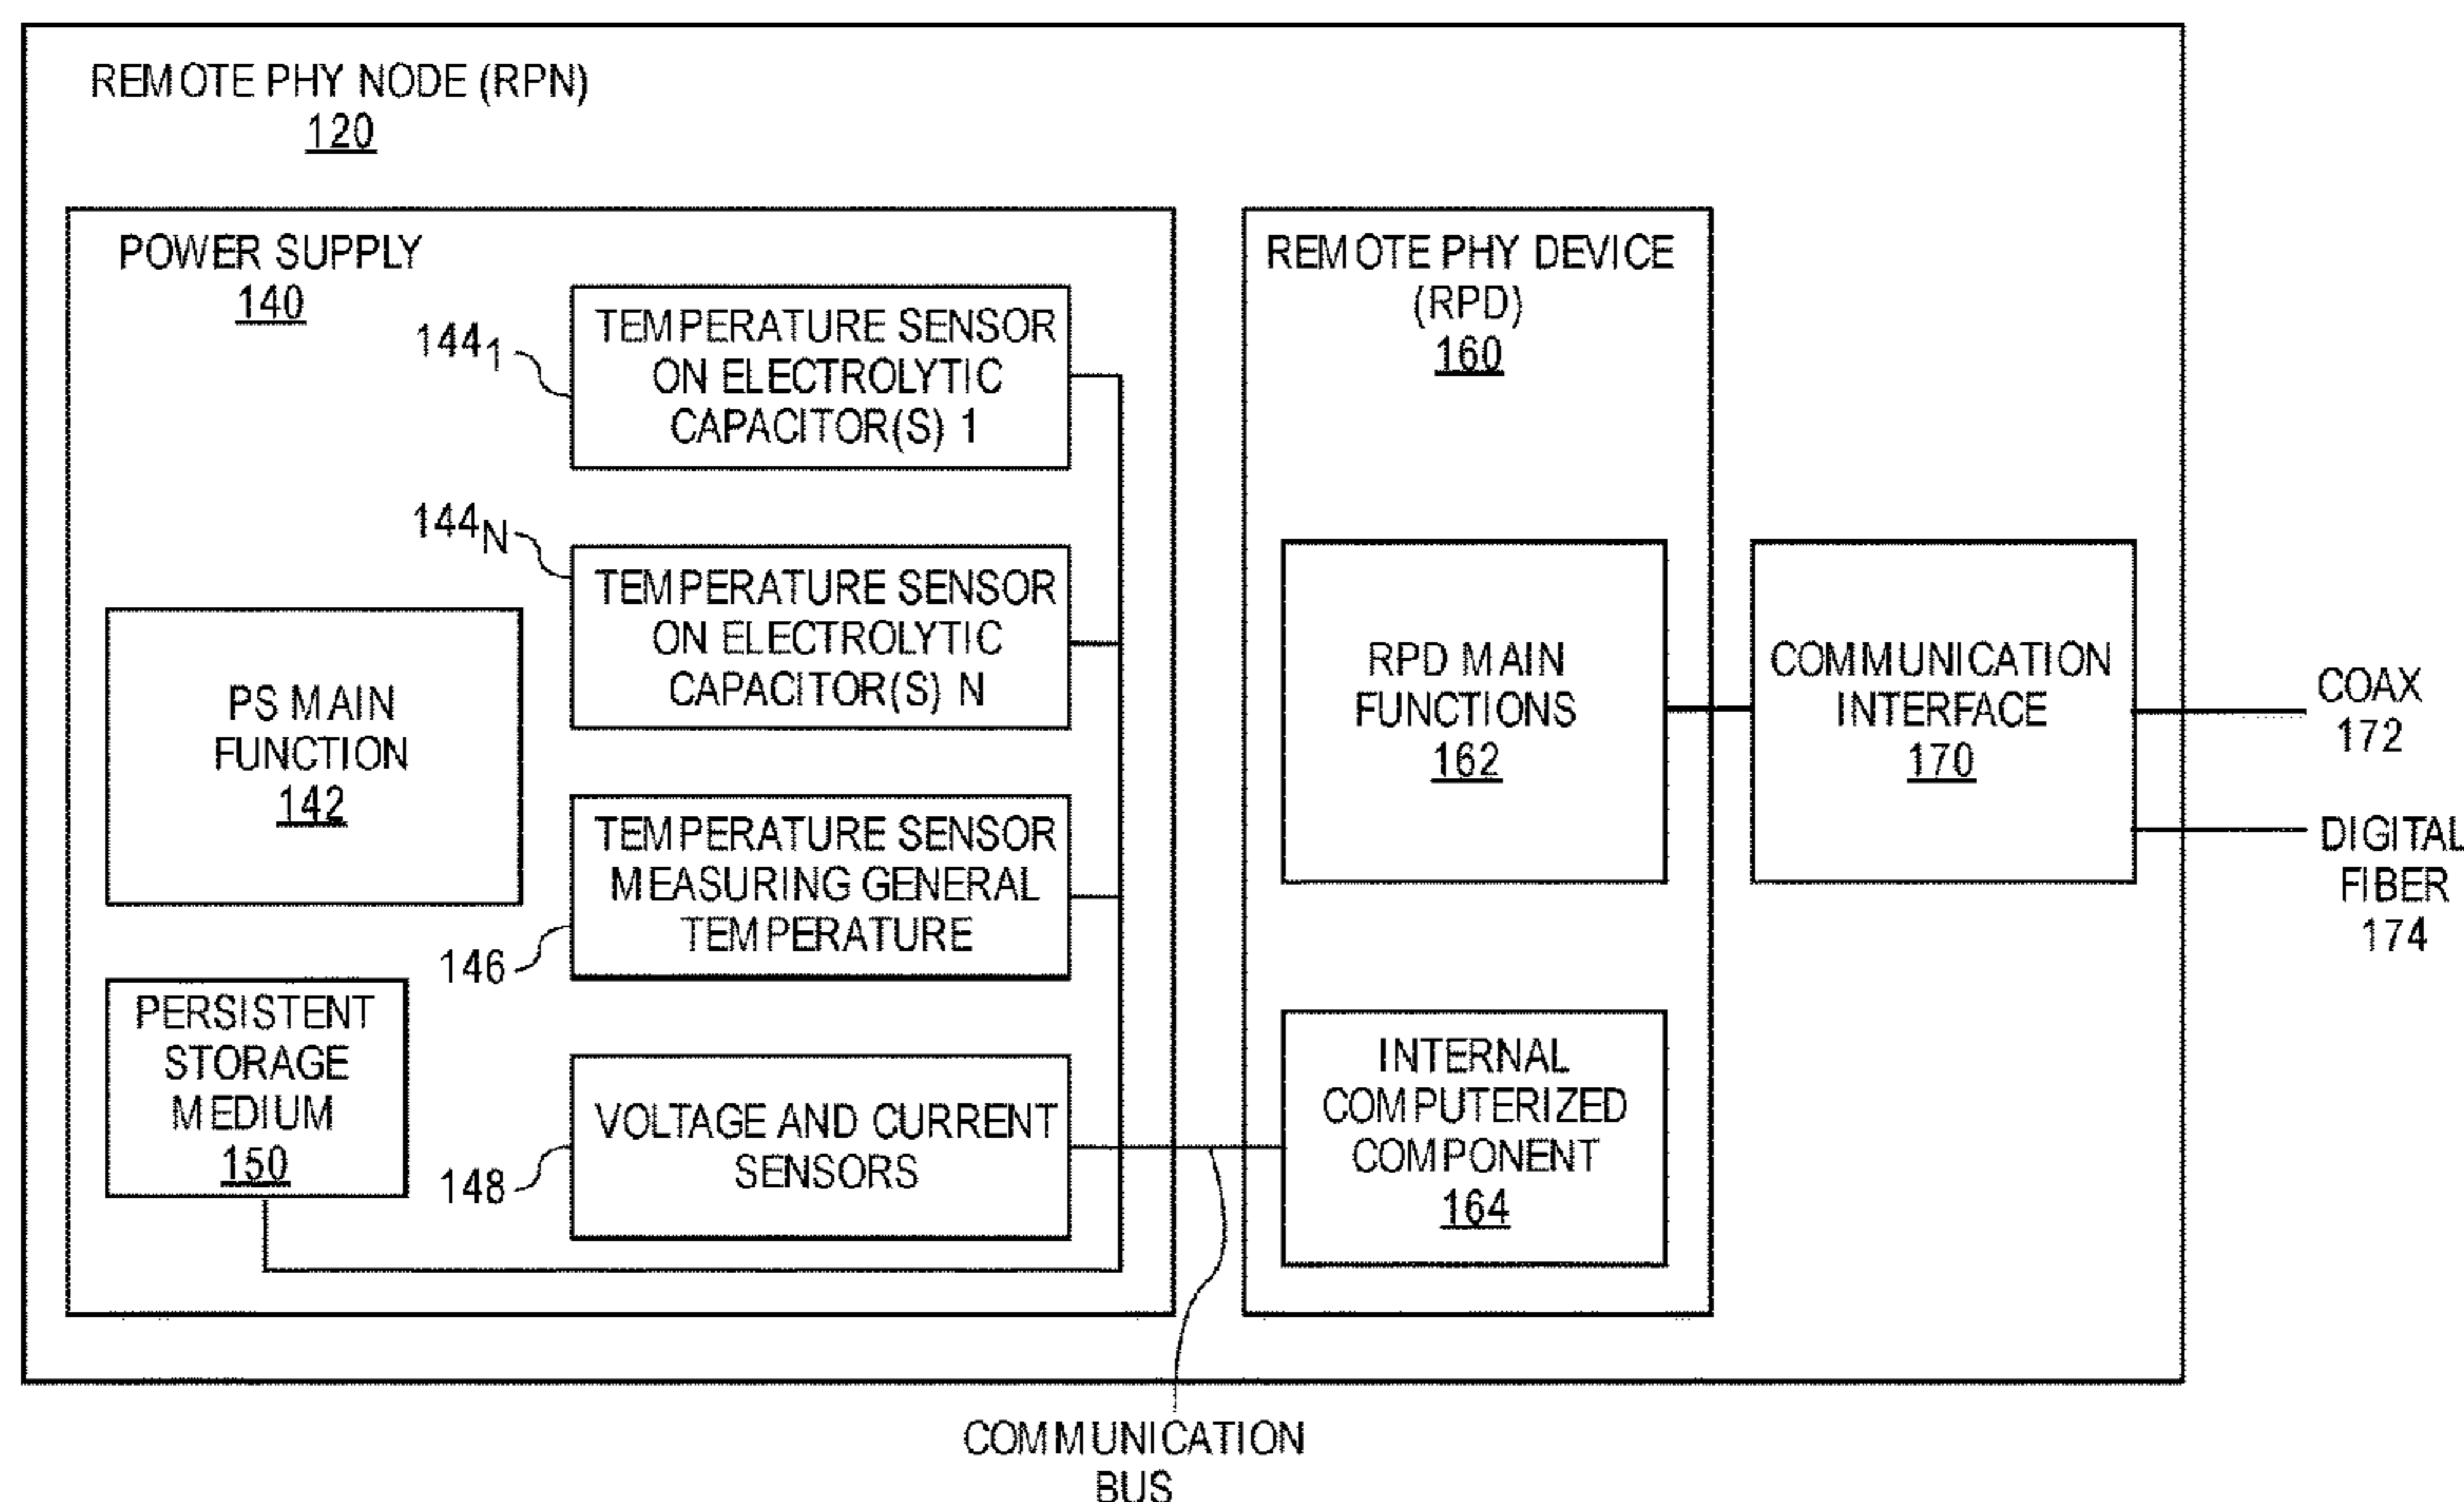 REMOTE PHY NODE (RPN)
120
POWER SUPPLY
140
144₁
TEMPERATURE SENSOR
ON ELECTROLYTIC
CAPACITOR(S) 1
144N
TEMPERATURE SENSOR
ON ELECTROLYTIC
CAPACITOR(S) N
PS MAIN
FUNCTION
142
TEMPERATURE SENSOR
MEASURING GENERAL
TEMPERATURE
146
PERSISTENT
STORAGE
MEDIUM
150
VOLTAGE AND CURRENT
SENSORS
148
REMOTE PHY DEVICE
(RPD)
160
RPD MAIN
FUNCTIONS
162
INTERNAL
COMPUTERIZED
COMPONENT
164
COMMUNICATION
INTERFACE
170
COAX
172
DIGITAL
FIBER
174
COMMUNICATION
BUS